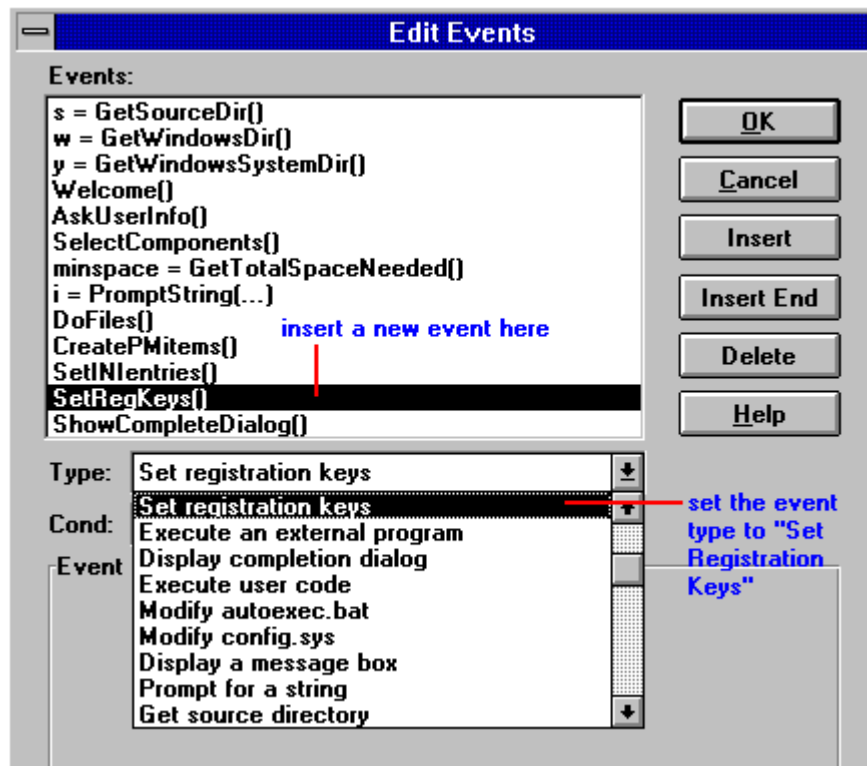 Edit Events
Events:
s = GetSourceDir()
w = GetWindowsDir()
y = GetWindowsSystemDir()
Welcome()
AskUserInfo()
SelectComponents()
minspace = GetTotalSpaceNeeded()
i = PromptString(...)
DoFiles()
CreatePMitems()
SetINIentries()
SetRegKeys()
ShowCompleteDialog()
insert a new event here
OK
Cancel
Insert
Insert End
Delete
Help
Type: Set registration keys
Set registration keys
Execute an external program
Display completion dialog
Execute user code
Modify autoexec.bat
Modify config.sys
Display a message box
Prompt for a string
Get source directory
Cond:
Event
set the event
type to "Set
Registration
Keys"